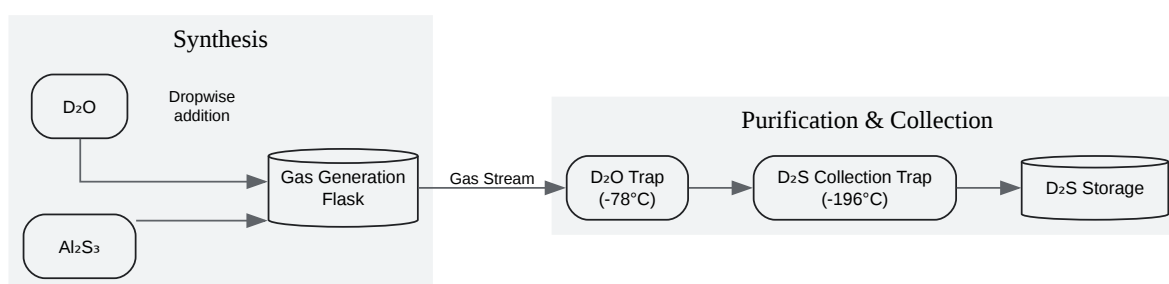 Synthesis
D₂O
Dropwise
addition
Gas Generation
Flask
Al₂S₃
Gas Stream
Purification & Collection
D₂O Trap
(-78°C)
D₂S Collection Trap
(-196°C)
D₂S Storage